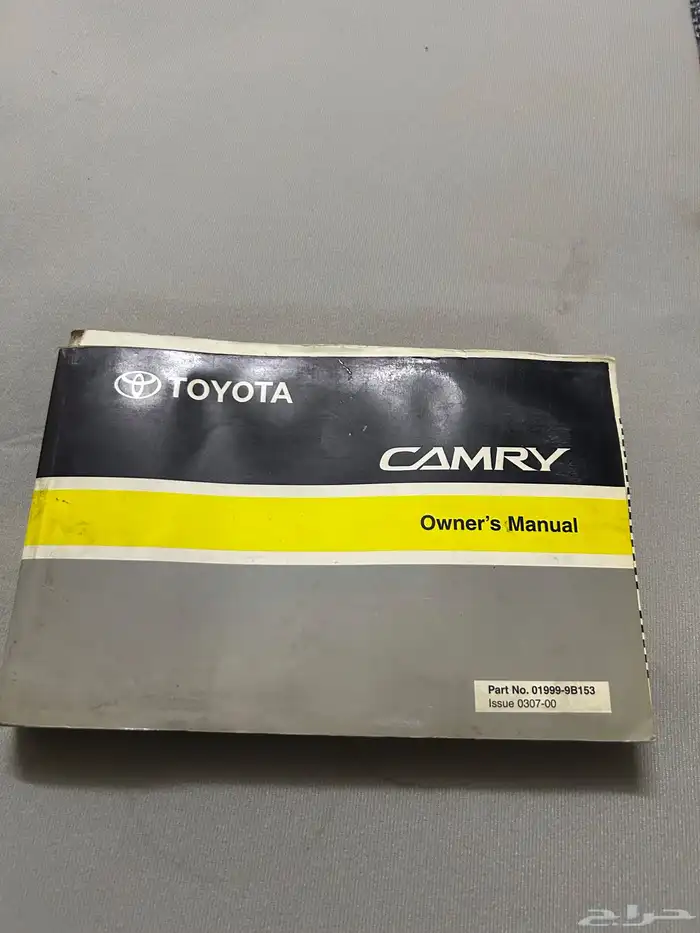 TOYOTA
CAMRY
Owner's Manual
Part No. 01999-9B153
Issue 0307-00
حراج